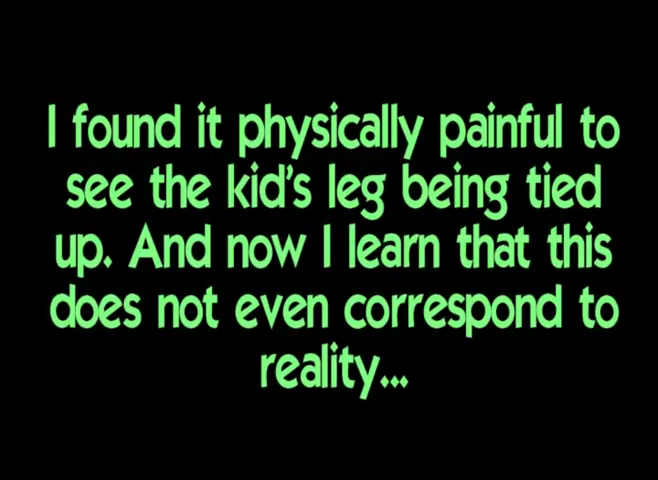 I found it physically painful to
see the kid's leg being tied
up. And now I learn that this
does not even correspond to
reality...